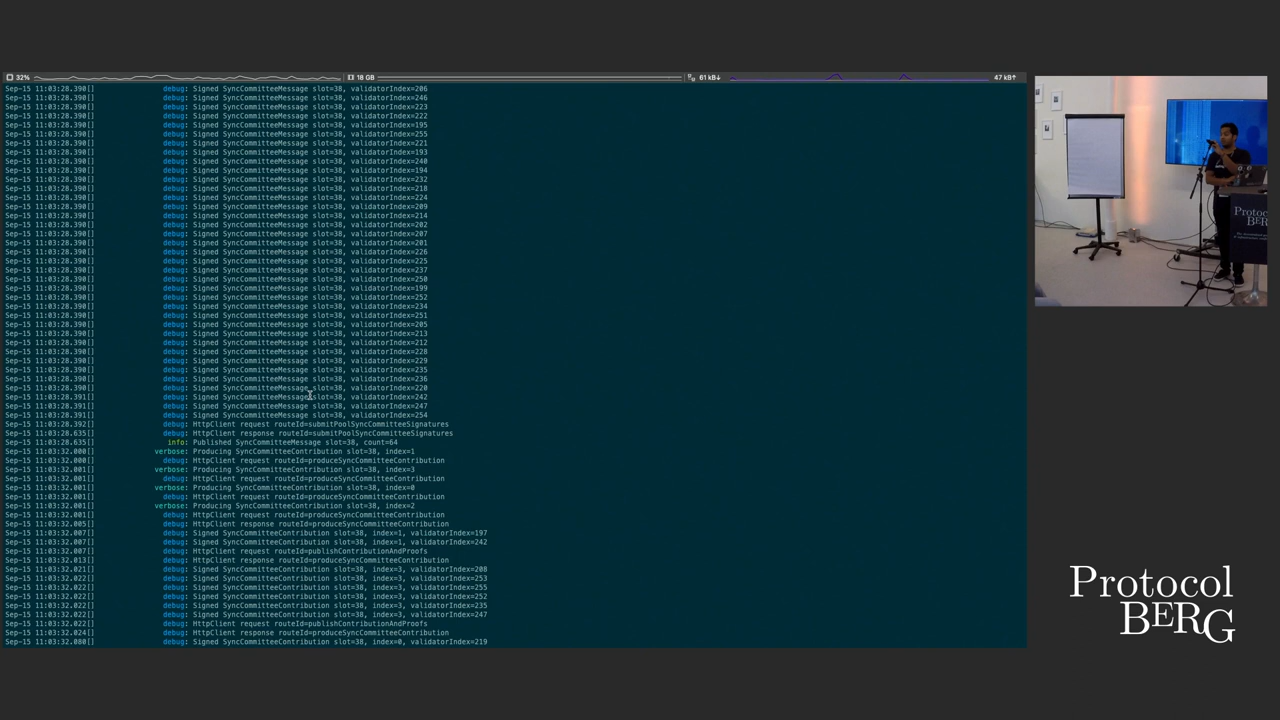 32% 18 GB 61 kB↓ 47 kB↑
Sep-15 11:03:28.390[] debug: Signed SyncCommitteeMessage slot=38, validatorIndex=206
Sep-15 11:03:28.390[] debug: Signed SyncCommitteeMessage slot=38, validatorIndex=246
Sep-15 11:03:28.390[] debug: Signed SyncCommitteeMessage slot=38, validatorIndex=223
Sep-15 11:03:28.390[] debug: Signed SyncCommitteeMessage slot=38, validatorIndex=222
Sep-15 11:03:28.390[] debug: Signed SyncCommitteeMessage slot=38, validatorIndex=195
Sep-15 11:03:28.390[] debug: Signed SyncCommitteeMessage slot=38, validatorIndex=255
Sep-15 11:03:28.390[] debug: Signed SyncCommitteeMessage slot=38, validatorIndex=221
Sep-15 11:03:28.390[] debug: Signed SyncCommitteeMessage slot=38, validatorIndex=193
Sep-15 11:03:28.390[] debug: Signed SyncCommitteeMessage slot=38, validatorIndex=240
Sep-15 11:03:28.390[] debug: Signed SyncCommitteeMessage slot=38, validatorIndex=194
Sep-15 11:03:28.390[] debug: Signed SyncCommitteeMessage slot=38, validatorIndex=232
Sep-15 11:03:28.390[] debug: Signed SyncCommitteeMessage slot=38, validatorIndex=218
Sep-15 11:03:28.390[] debug: Signed SyncCommitteeMessage slot=38, validatorIndex=224
Sep-15 11:03:28.390[] debug: Signed SyncCommitteeMessage slot=38, validatorIndex=209
Sep-15 11:03:28.390[] debug: Signed SyncCommitteeMessage slot=38, validatorIndex=214
Sep-15 11:03:28.390[] debug: Signed SyncCommitteeMessage slot=38, validatorIndex=202
Sep-15 11:03:28.390[] debug: Signed SyncCommitteeMessage slot=38, validatorIndex=207
Sep-15 11:03:28.390[] debug: Signed SyncCommitteeMessage slot=38, validatorIndex=201
Sep-15 11:03:28.390[] debug: Signed SyncCommitteeMessage slot=38, validatorIndex=226
Sep-15 11:03:28.390[] debug: Signed SyncCommitteeMessage slot=38, validatorIndex=225
Sep-15 11:03:28.390[] debug: Signed SyncCommitteeMessage slot=38, validatorIndex=237
Sep-15 11:03:28.390[] debug: Signed SyncCommitteeMessage slot=38, validatorIndex=250
Sep-15 11:03:28.390[] debug: Signed SyncCommitteeMessage slot=38, validatorIndex=199
Sep-15 11:03:28.390[] debug: Signed SyncCommitteeMessage slot=38, validatorIndex=252
Sep-15 11:03:28.390[] debug: Signed SyncCommitteeMessage slot=38, validatorIndex=234
Sep-15 11:03:28.390[] debug: Signed SyncCommitteeMessage slot=38, validatorIndex=251
Sep-15 11:03:28.390[] debug: Signed SyncCommitteeMessage slot=38, validatorIndex=205
Sep-15 11:03:28.390[] debug: Signed SyncCommitteeMessage slot=38, validatorIndex=213
Sep-15 11:03:28.390[] debug: Signed SyncCommitteeMessage slot=38, validatorIndex=212
Sep-15 11:03:28.390[] debug: Signed SyncCommitteeMessage slot=38, validatorIndex=228
Sep-15 11:03:28.390[] debug: Signed SyncCommitteeMessage slot=38, validatorIndex=229
Sep-15 11:03:28.390[] debug: Signed SyncCommitteeMessage slot=38, validatorIndex=235
Sep-15 11:03:28.390[] debug: Signed SyncCommitteeMessage slot=38, validatorIndex=236
Sep-15 11:03:28.390[] debug: Signed SyncCommitteeMessage slot=38, validatorIndex=220
Sep-15 11:03:28.391[] debug: Signed SyncCommitteeMessage slot=38, validatorIndex=242
Sep-15 11:03:28.391[] debug: Signed SyncCommitteeMessage slot=38, validatorIndex=247
Sep-15 11:03:28.391[] debug: Signed SyncCommitteeMessage slot=38, validatorIndex=254
Sep-15 11:03:28.392[] debug: HttpClient request routeId=submitPoolSyncCommitteeSignatures
Sep-15 11:03:28.635[] debug: HttpClient response routeId=submitPoolSyncCommitteeSignatures
Sep-15 11:03:28.635[] info: Published SyncCommitteeMessage slot=38, count=64
Sep-15 11:03:32.000[] verbose: Producing SyncCommitteeContribution slot=38, index=1
Sep-15 11:03:32.000[] debug: HttpClient request routeId=produceSyncCommitteeContribution
Sep-15 11:03:32.001[] verbose: Producing SyncCommitteeContribution slot=38, index=3
Sep-15 11:03:32.001[] debug: HttpClient request routeId=produceSyncCommitteeContribution
Sep-15 11:03:32.001[] verbose: Producing SyncCommitteeContribution slot=38, index=0
Sep-15 11:03:32.001[] debug: HttpClient request routeId=produceSyncCommitteeContribution
Sep-15 11:03:32.001[] verbose: Producing SyncCommitteeContribution slot=38, index=2
Sep-15 11:03:32.001[] debug: HttpClient request routeId=produceSyncCommitteeContribution
Sep-15 11:03:32.005[] debug: HttpClient response routeId=produceSyncCommitteeContribution
Sep-15 11:03:32.007[] debug: Signed SyncCommitteeContribution slot=38, index=1, validatorIndex=197
Sep-15 11:03:32.007[] debug: Signed SyncCommitteeContribution slot=38, index=1, validatorIndex=242
Sep-15 11:03:32.007[] debug: HttpClient request routeId=publishContributionAndProofs
Sep-15 11:03:32.013[] debug: HttpClient response routeId=produceSyncCommitteeContribution
Sep-15 11:03:32.021[] debug: Signed SyncCommitteeContribution slot=38, index=3, validatorIndex=208
Sep-15 11:03:32.022[] debug: Signed SyncCommitteeContribution slot=38, index=3, validatorIndex=253
Sep-15 11:03:32.022[] debug: Signed SyncCommitteeContribution slot=38, index=3, validatorIndex=255
Sep-15 11:03:32.022[] debug: Signed SyncCommitteeContribution slot=38, index=3, validatorIndex=252
Sep-15 11:03:32.022[] debug: Signed SyncCommitteeContribution slot=38, index=3, validatorIndex=235
Sep-15 11:03:32.022[] debug: Signed SyncCommitteeContribution slot=38, index=3, validatorIndex=247
Sep-15 11:03:32.022[] debug: HttpClient request routeId=publishContributionAndProofs
Sep-15 11:03:32.024[] debug: HttpClient response routeId=produceSyncCommitteeContribution
Sep-15 11:03:32.080[] debug: Signed SyncCommitteeContribution slot=38, index=0, validatorIndex=219
Protocol
BERG
Protocol
BERG